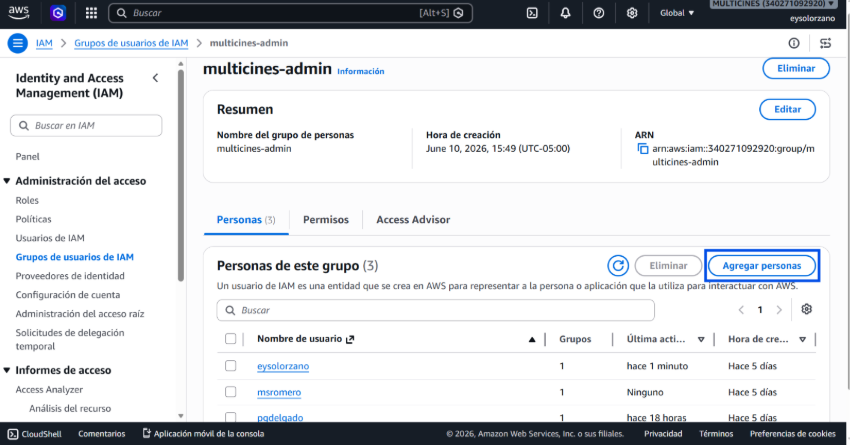 aws
Buscar
[Alt+S]
Global
MULTICINES (340271092920)
eysolorzano
IAM
Grupos de usuarios de IAM
multicines-admin
Identity and Access
Management (IAM)
Buscar en IAM
Panel
Administración del acceso
Roles
Políticas
Usuarios de IAM
Grupos de usuarios de IAM
Proveedores de identidad
Configuración de cuenta
Administración del acceso raíz
Solicitudes de delegación
temporal
Informes de acceso
Access Analyzer
Análisis del recurso
multicines-admin Información
Eliminar
Resumen
Editar
Nombre del grupo de personas
multicines-admin
Hora de creación
June 10, 2026, 15:49 (UTC-05:00)
ARN
arn:aws:iam::340271092920:group/m
ulticines-admin
Personas (3)
Permisos
Access Advisor
Personas de este grupo (3)
Eliminar
Agregar personas
Un usuario de IAM es una entidad que se crea en AWS para representar a la persona o aplicación que la utiliza para interactuar con AWS.
Buscar
1
Nombre de usuario
Grupos
Última acti...
Hora de cre...
eysolorzano 1 hace 1 minuto Hace 5 días
msromero 1 Ninguno Hace 5 días
pgdelgado 1 hace 18 horas Hace 5 días
CloudShell
Comentarios
Aplicación móvil de la consola
© 2026, Amazon Web Services, Inc. o sus filiales.
Privacidad
Términos
Preferencias de cookies